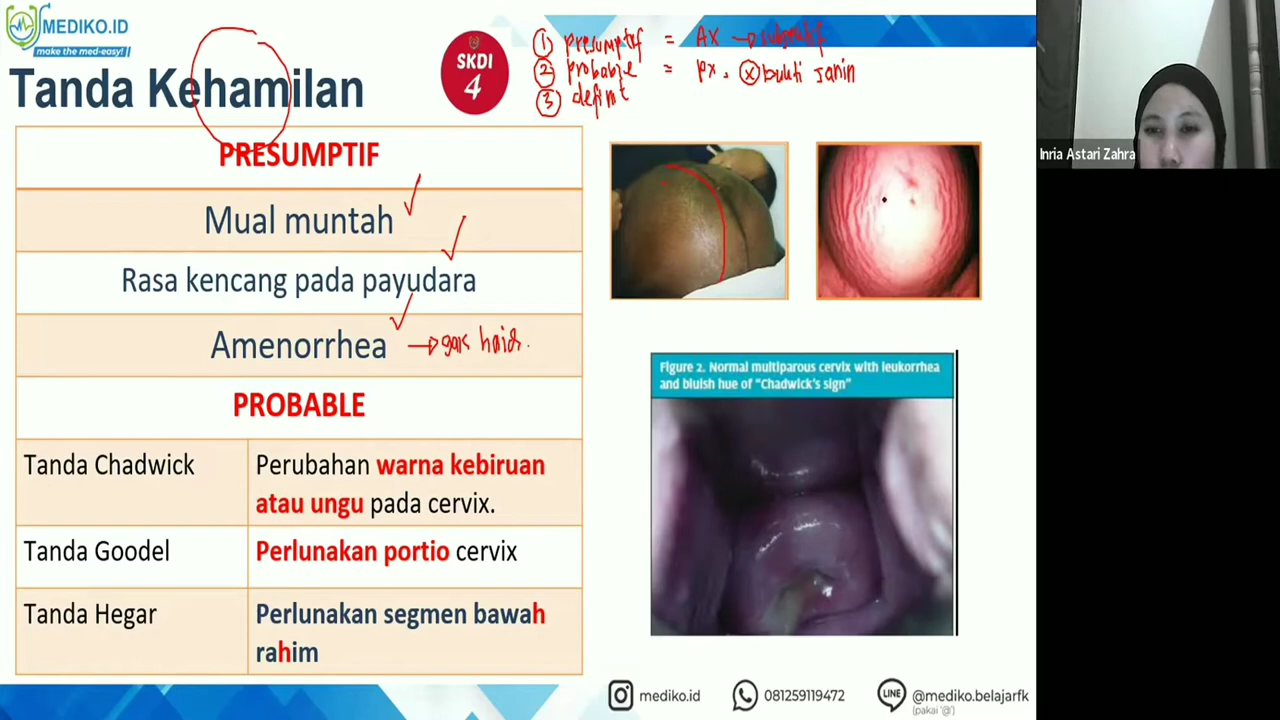 MEDIKO.ID
make the med-easy!
Tanda Kehamilan
SKDI
4
1 presumptif = AX → subjektif
2 probable = px. x bukti janin
3 definit
PRESUMPTIF
Mual muntah
Rasa kencang pada payudara
Amenorrhea → gak haid.
PROBABLE
Tanda Chadwick
Perubahan warna kebiruan
atau ungu pada cervix.
Tanda Goodel
Perlunakan portio cervix
Tanda Hegar
Perlunakan segmen bawah
rahim
Figure 2. Normal multiparous cervix with leukorrhea
and bluish hue of "Chadwick's sign"
Inria Astari Zahra
mediko.id
081259119472
LINE
@mediko.belajarfk
(pakai '@')